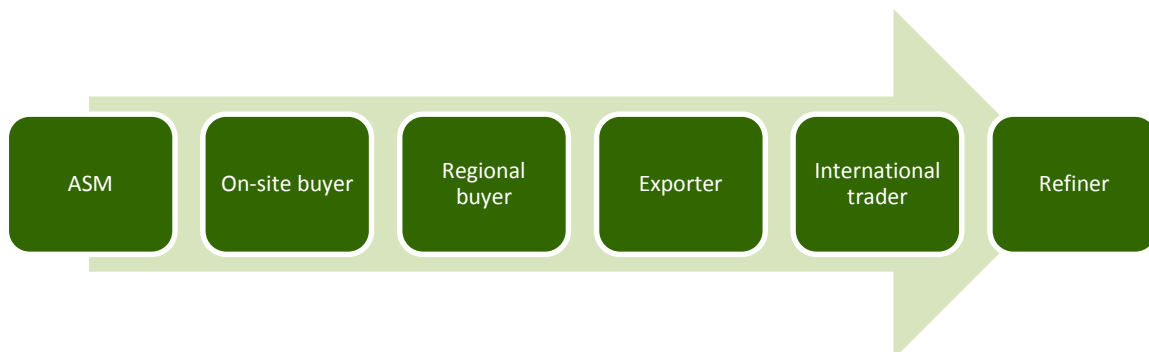 ASM
On-site buyer
Regional
buyer
Exporter
International
trader
Refiner